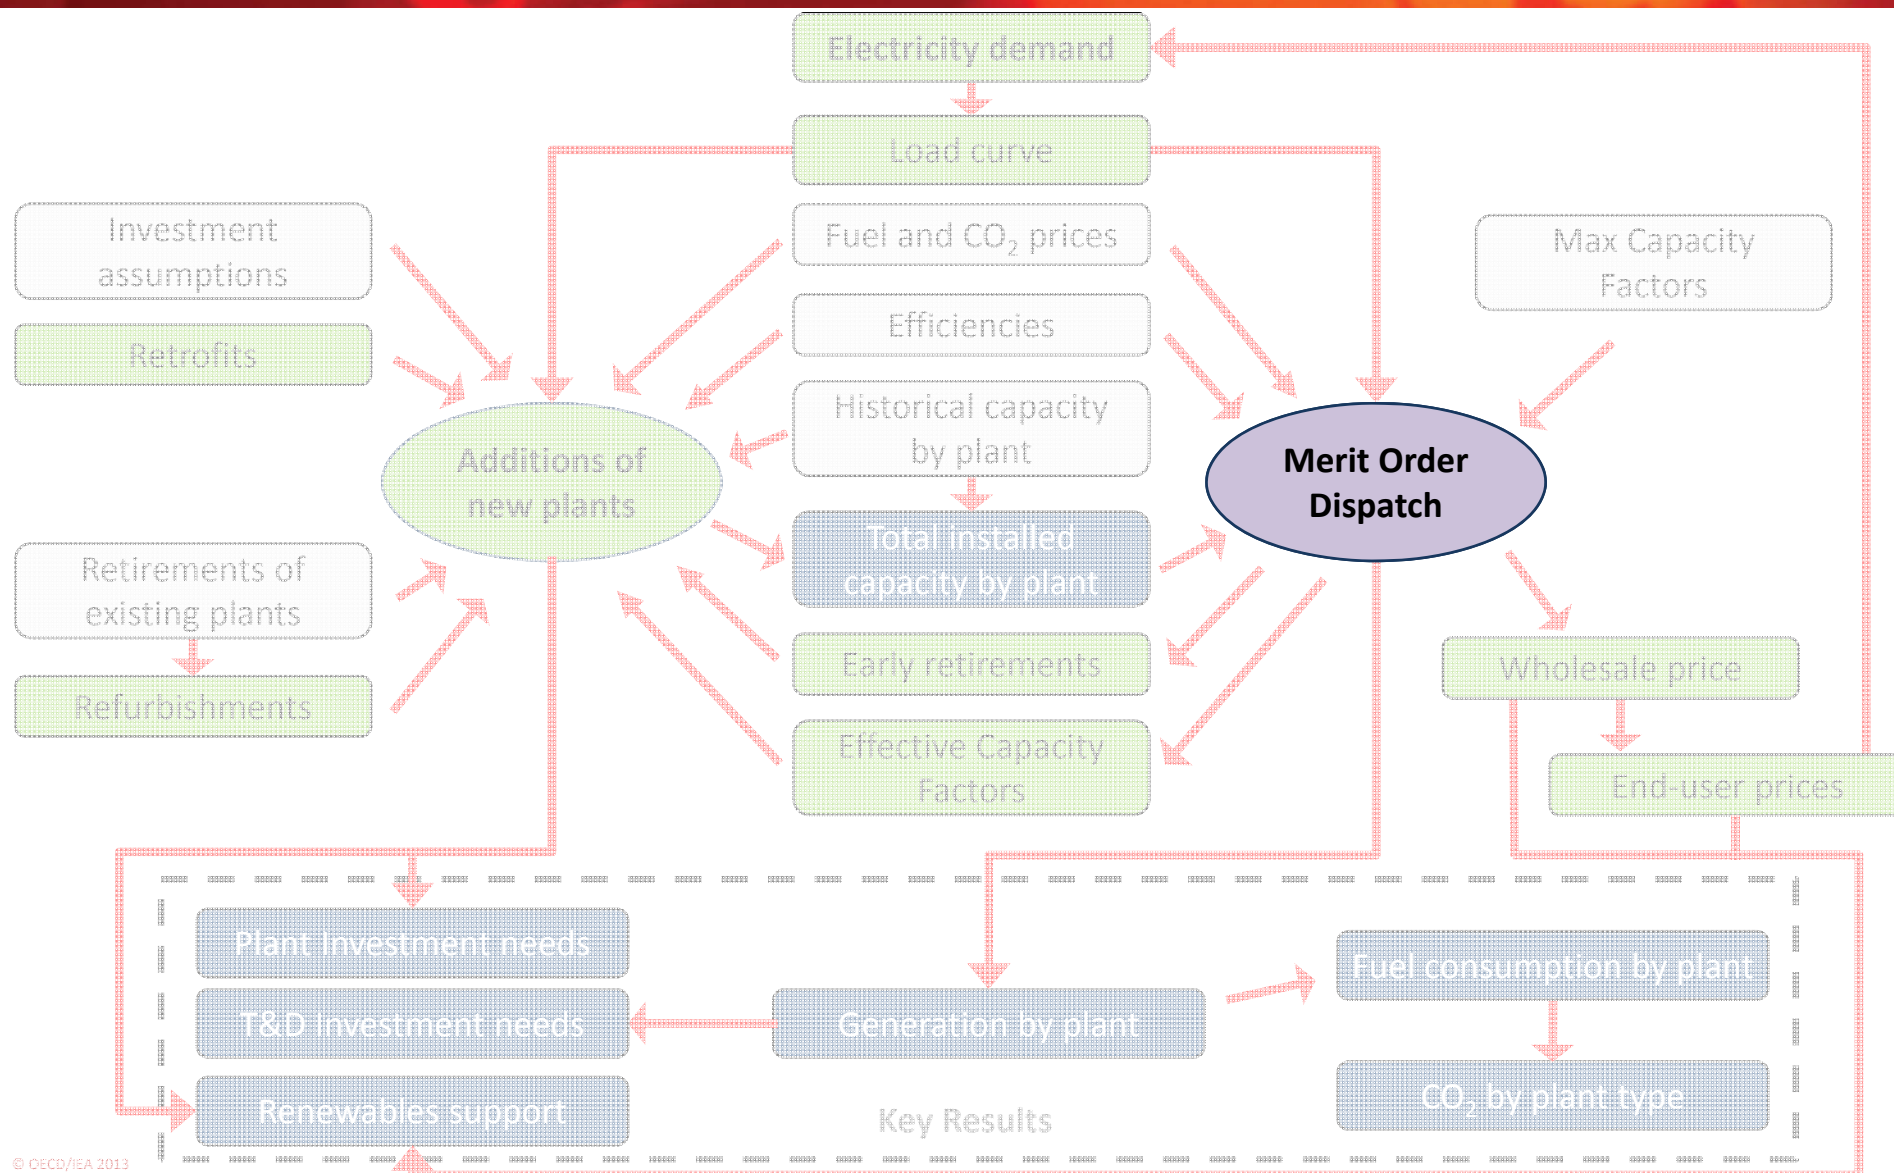 Electricity demand
Load curve
Investment
assumptions
Fuel and CO₂ prices
Max Capacity
Factors
Retrofits
Efficiencies
Historical capacity
by plant
Additions of
new plants
Merit Order
Dispatch
Total installed
capacity by plant
Retirements of
existing plants
Early retirements
Wholesale price
Refurbishments
Effective Capacity
Factors
End-user prices
Plant Investment needs
Fuel consumption by plant
T&D Investment needs
Generation by plant
Renewables support
Key Results
CO₂ by plant type
© OECD/IEA 2013